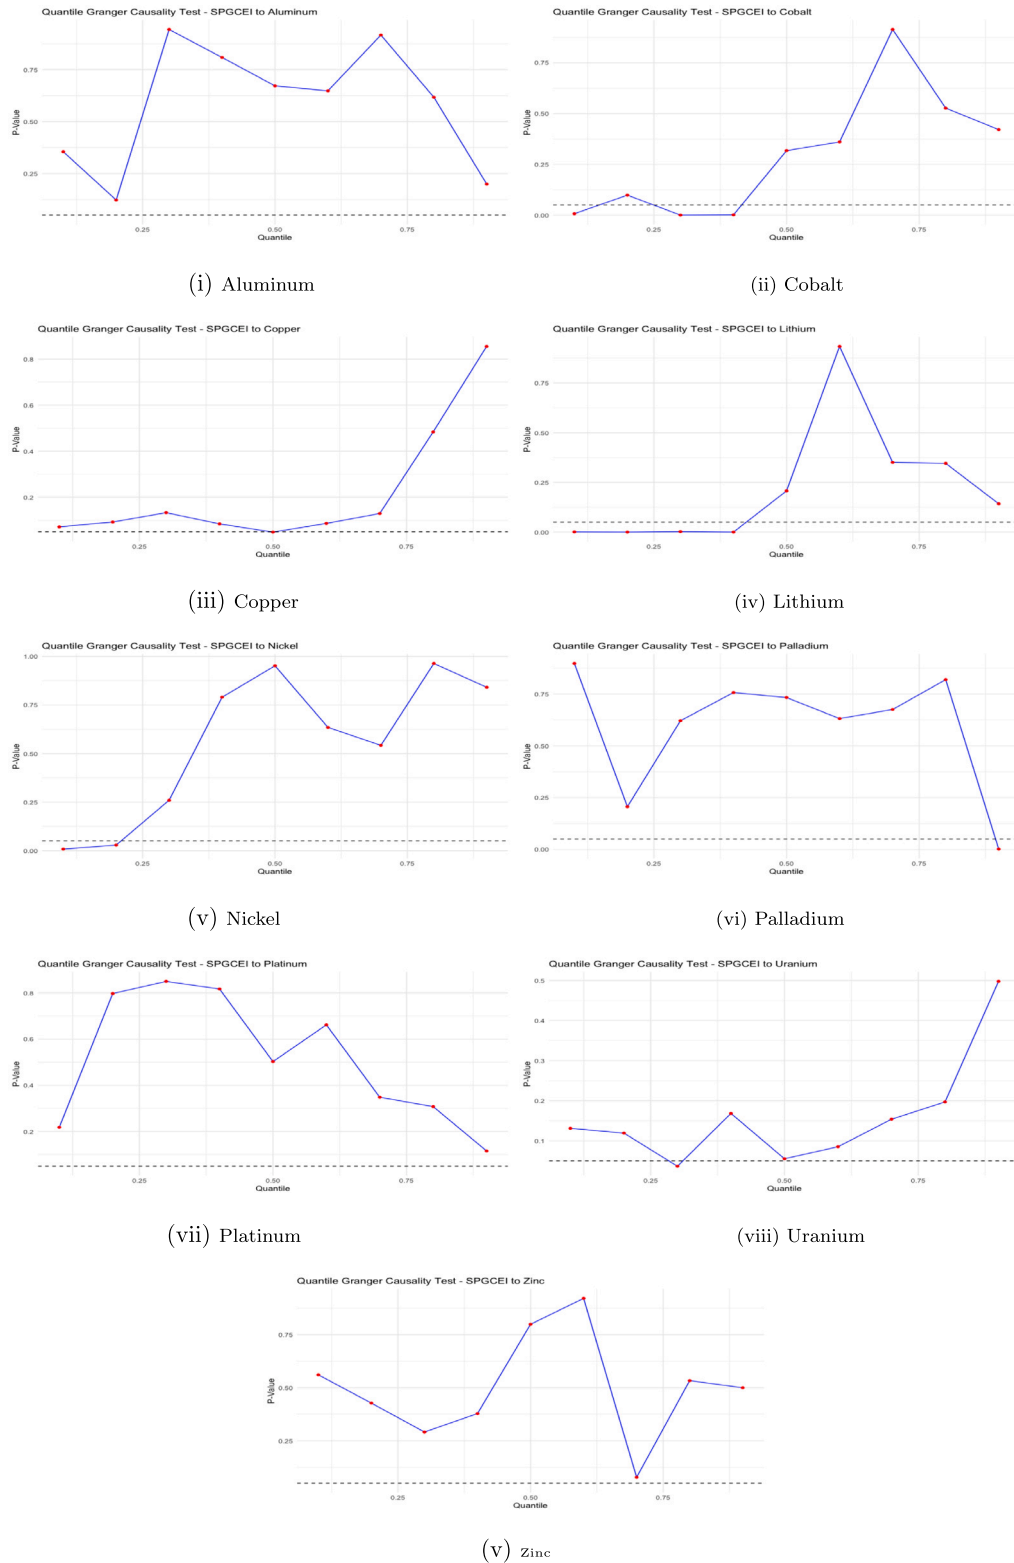 Quantile Granger Causality Test - SPGCEI to Aluminum
P-Value
0.75
0.50
0.25
0.25
0.50
0.75
Quantile
(i) Aluminum
Quantile Granger Causality Test - SPGCEI to Cobalt
P-Value
0.75
0.50
0.25
0.00
0.25
0.50
0.75
Quantile
(ii) Cobalt
Quantile Granger Causality Test - SPGCEI to Copper
P-Value
0.8
0.6
0.4
0.2
0.25
0.50
0.75
Quantile
(iii) Copper
Quantile Granger Causality Test - SPGCEI to Lithium
P-Value
0.75
0.50
0.25
0.00
0.25
0.50
0.75
Quantile
(iv) Lithium
Quantile Granger Causality Test - SPGCEI to Nickel
P-Value
1.00
0.75
0.50
0.25
0.00
0.25
0.50
0.75
Quantile
(v) Nickel
Quantile Granger Causality Test - SPGCEI to Palladium
P-Value
0.75
0.50
0.25
0.00
0.25
0.50
0.75
Quantile
(vi) Palladium
Quantile Granger Causality Test - SPGCEI to Platinum
P-Value
0.8
0.6
0.4
0.2
0.25
0.50
0.75
Quantile
(vii) Platinum
Quantile Granger Causality Test - SPGCEI to Uranium
P-Value
0.5
0.4
0.3
0.2
0.1
0.25
0.50
0.75
Quantile
(viii) Uranium
Quantile Granger Causality Test - SPGCEI to Zinc
P-Value
0.75
0.50
0.25
0.25
0.50
0.75
Quantile
(v) Zinc